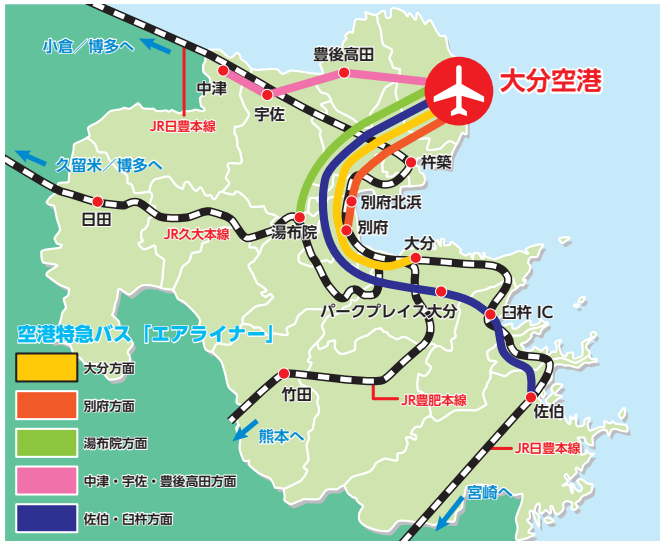 小倉／博多へ
豊後高田
大分空港
中津
宇佐
JR日豊本線
久留米／博多へ
杵築
日田
別府北浜
JR久大本線
湯布院
別府
大分
パークプレイス大分
臼杵 IC
空港特急バス「エアライナー」
大分方面
別府方面
湯布院方面
中津・宇佐・豊後高田方面
佐伯・臼杵方面
竹田
JR豊肥本線
佐伯
熊本へ
JR日豊本線
宮崎へ